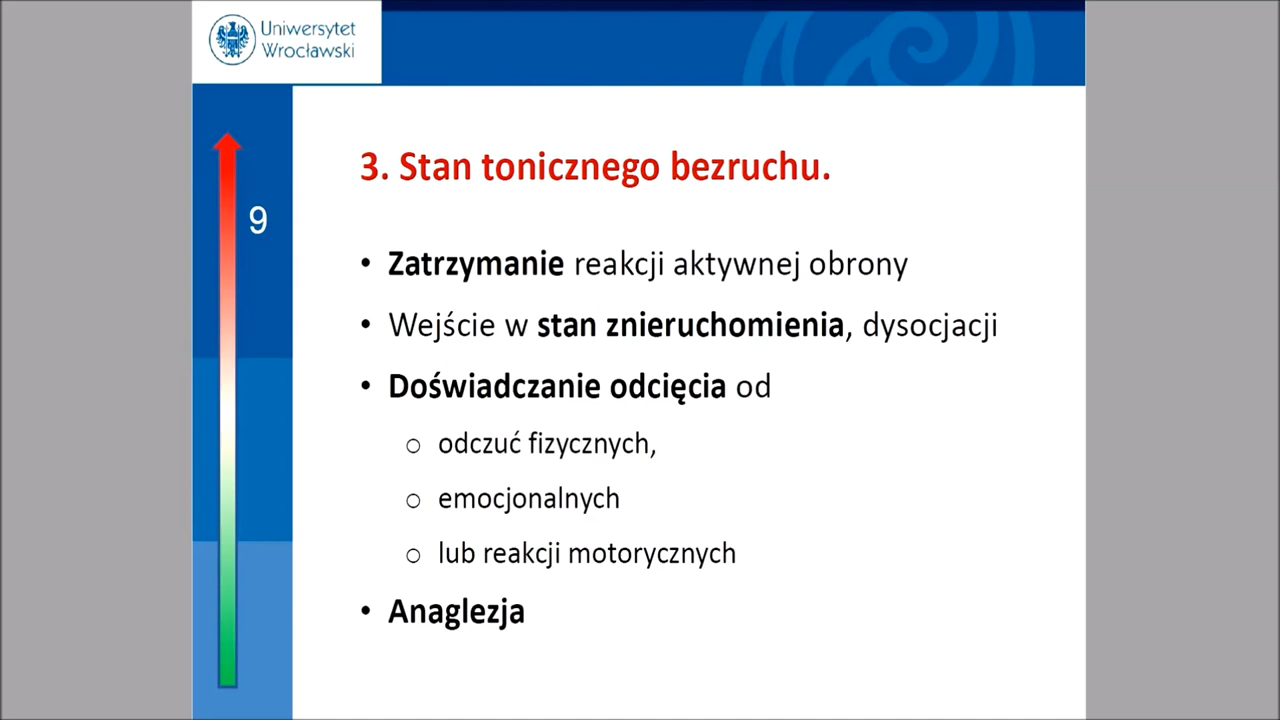 Uniwersytet
Wrocławski
9
3. Stan tonicznego bezruchu.
• Zatrzymanie reakcji aktywnej obrony
• Wejście w stan znieruchomienia, dysocjacji
• Doświadczanie odcięcia od
○ odczuć fizycznych,
○ emocjonalnych
○ lub reakcji motorycznych
• Anaglezja